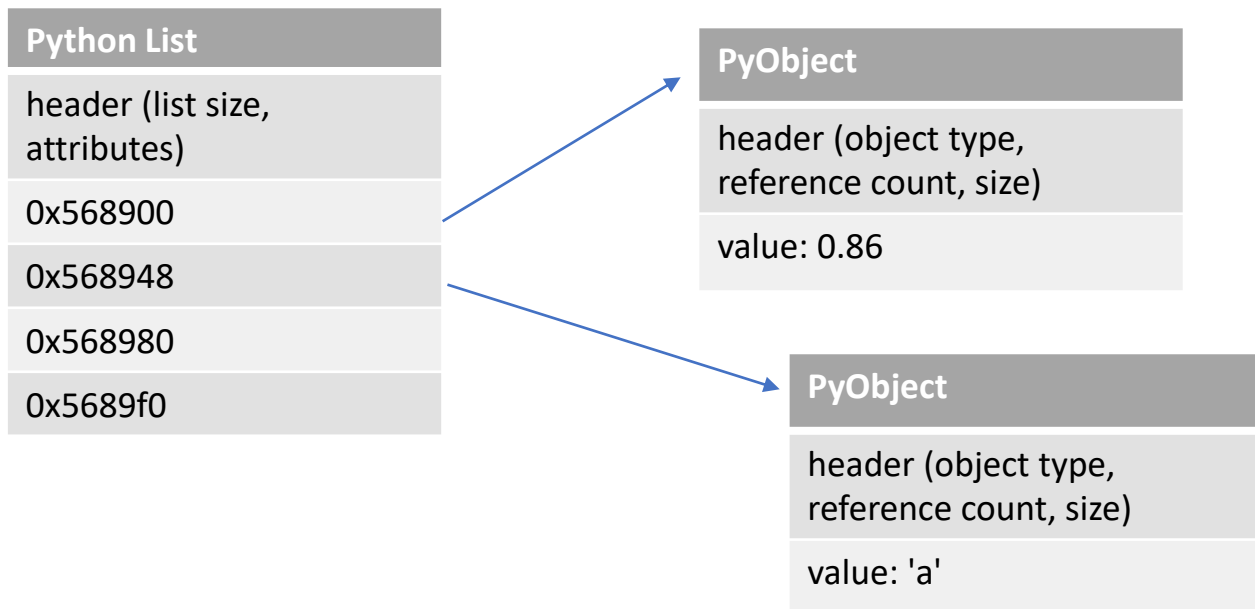 Python List
header (list size,
attributes)
0x568900
0x568948
0x568980
0x5689f0
PyObject
header (object type,
reference count, size)
value: 0.86
PyObject
header (object type,
reference count, size)
value: 'a'